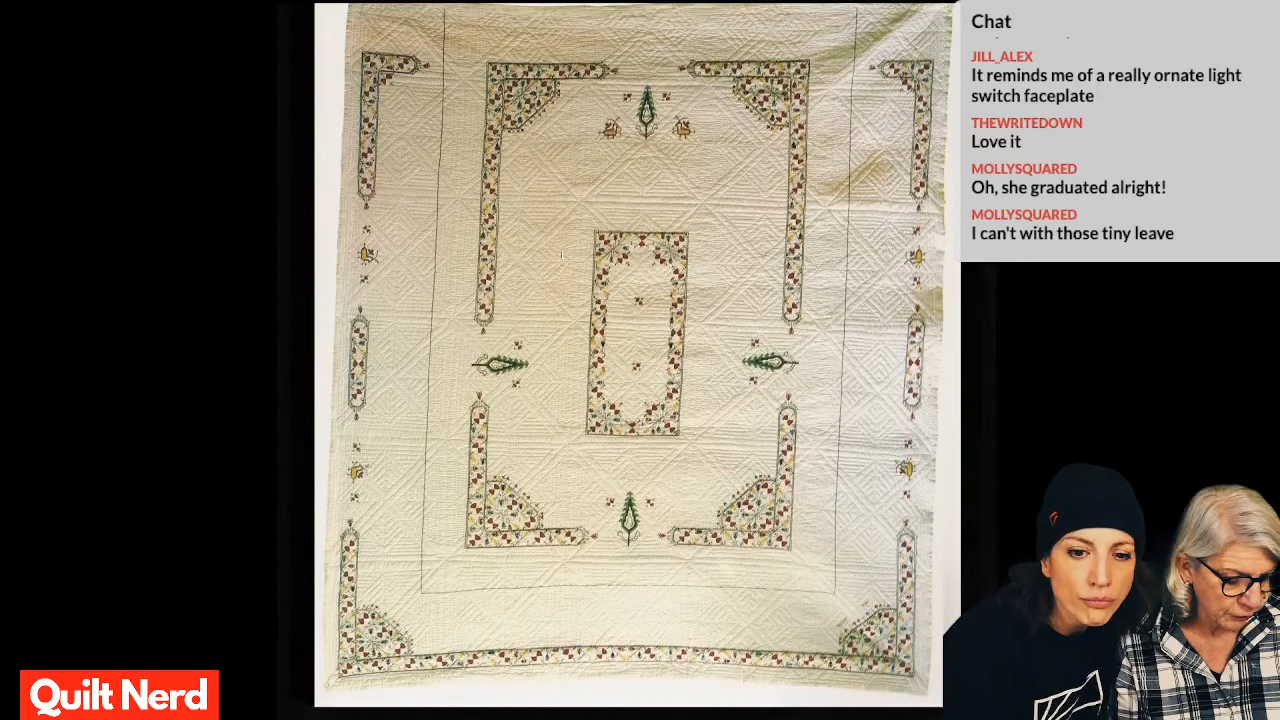 Chat
JILL_ALEX
It reminds me of a really ornate light
switch faceplate
THEWRITEDOWN
Love it
MOLLYSQUARED
Oh, she graduated alright!
MOLLYSQUARED
I can't with those tiny leave
Quilt Nerd